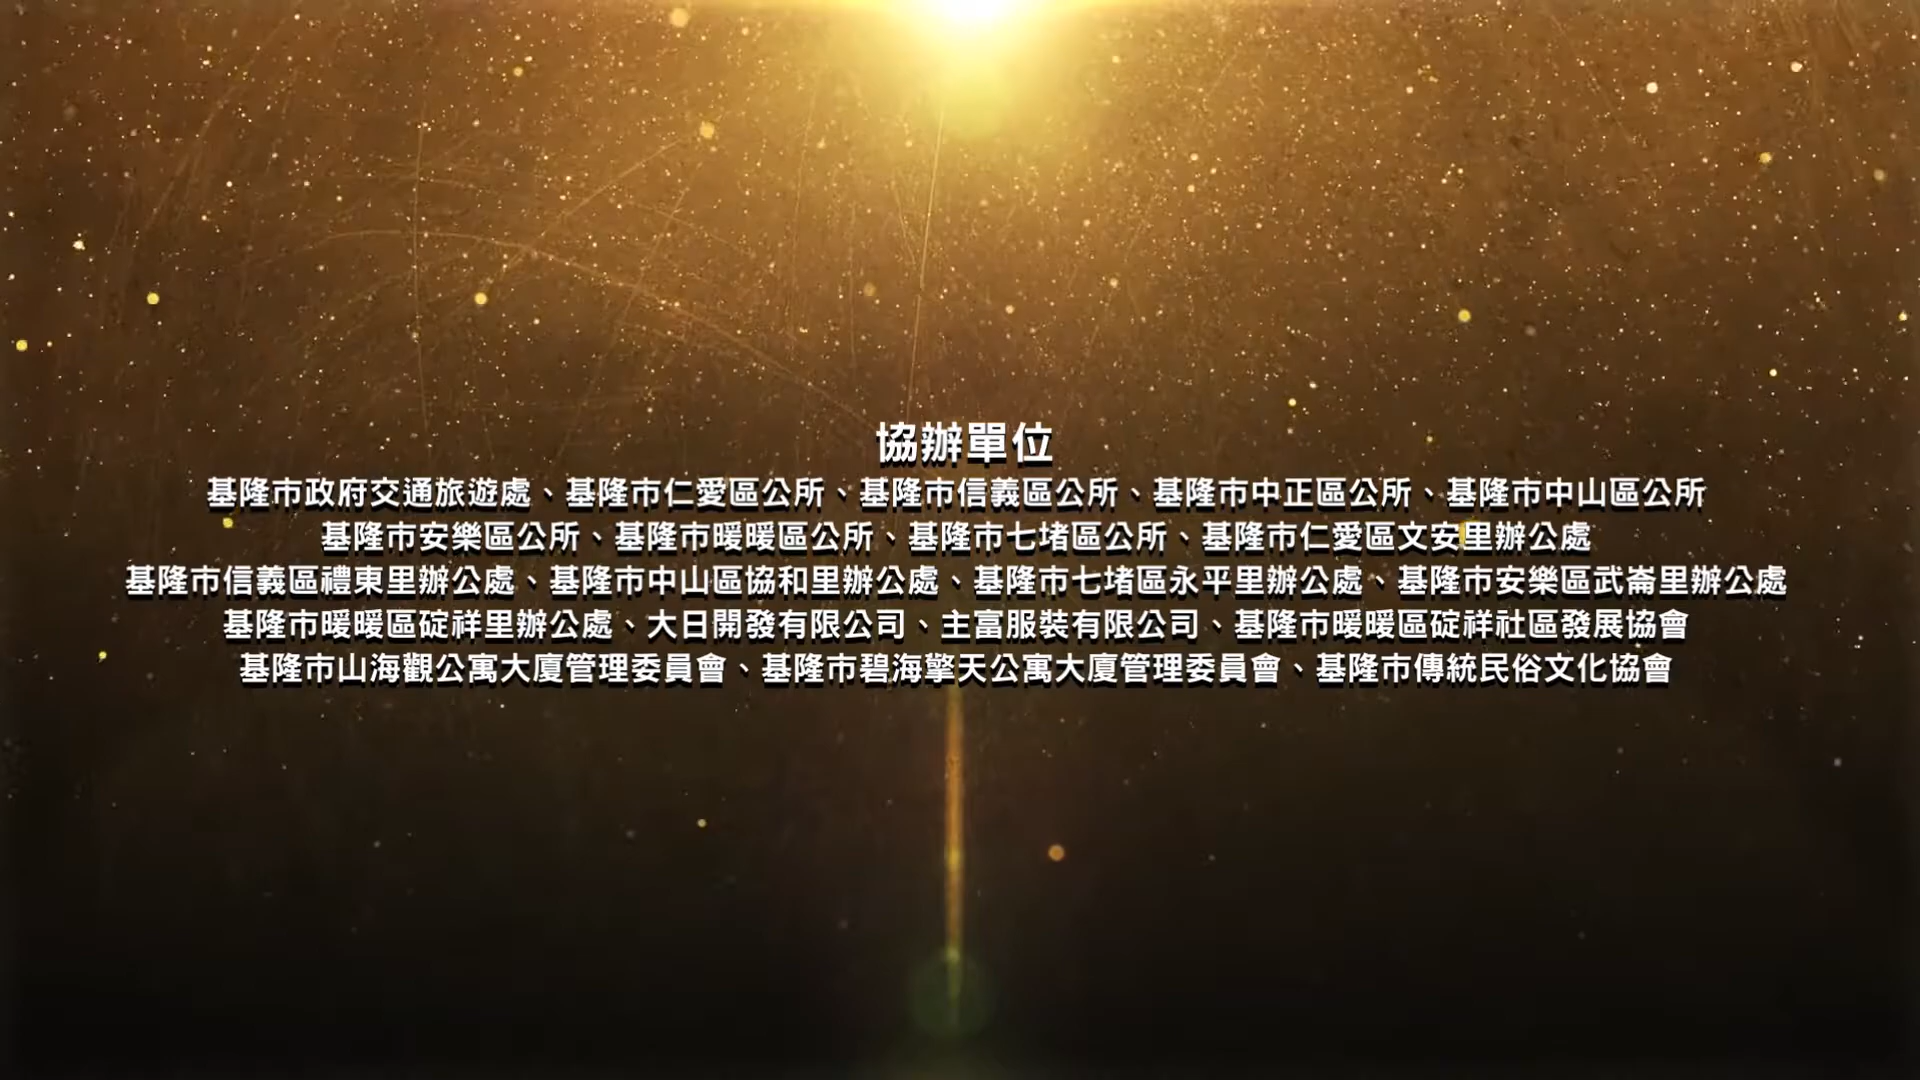 協辦單位
基隆市政府交通旅遊處、基隆市仁愛區公所、基隆市信義區公所、基隆市中正區公所、基隆市中山區公所
基隆市安樂區公所、基隆市暖暖區公所、基隆市七堵區公所、基隆市仁愛區文安里辦公處
基隆市信義區禮東里辦公處、基隆市中山區協和里辦公處、基隆市七堵區永平里辦公處、基隆市安樂區武崙里辦公處
基隆市暖暖區碇祥里辦公處、大日開發有限公司、主富服裝有限公司、基隆市暖暖區碇祥社區發展協會
基隆市山海觀公寓大廈管理委員會、基隆市碧海擎天公寓大廈管理委員會、基隆市傳統民俗文化協會